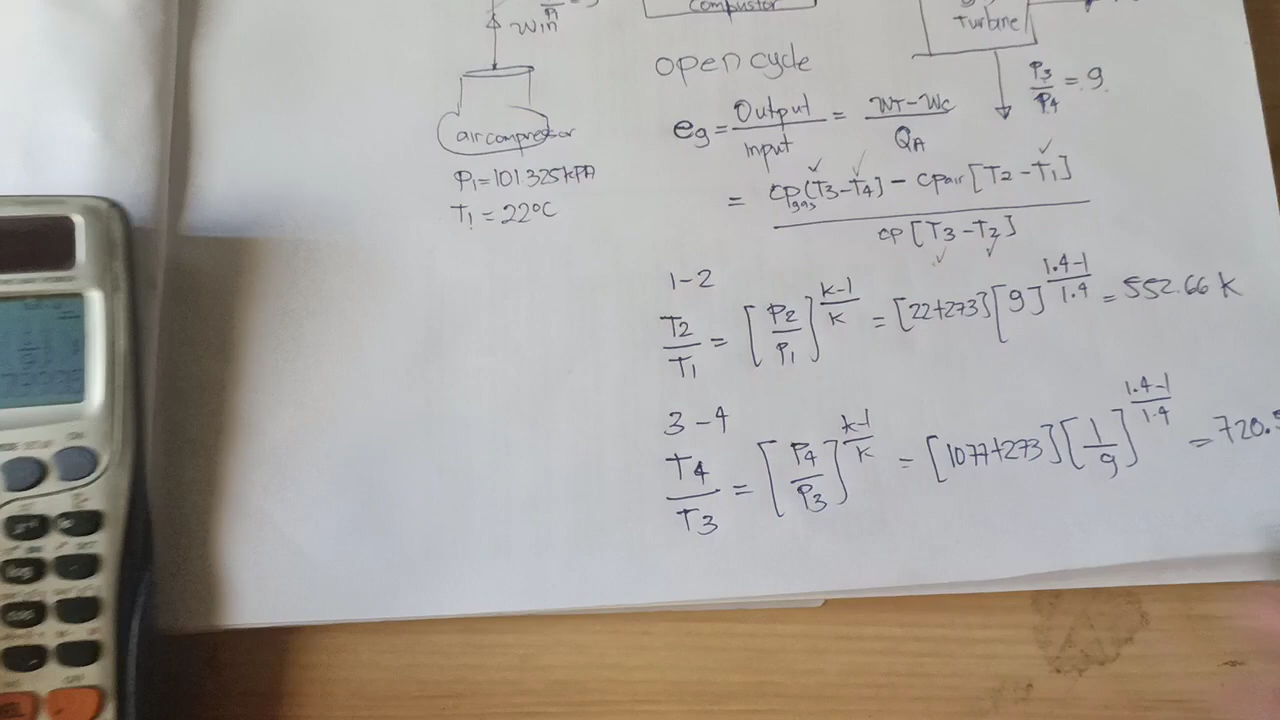 Win
Combustor
Turbine
open cycle
P3/P4 = 9
eg = Output/Input = WT-WC/QA
air compressor
P1 = 101325 kPA
T1 = 22°C
= cpgas[T3-T4] - cpair[T2-T1] / cp[T3-T2]
1-2
T2/T1 = [P2/P1]^(k-1/k) = [22+273][9]^(1.4-1/1.4) = 552.66 k
3-4
T4/T3 = [P4/P3]^(k-1/k) = [1077+273][1/9]^(1.4-1/1.4) = 720.5